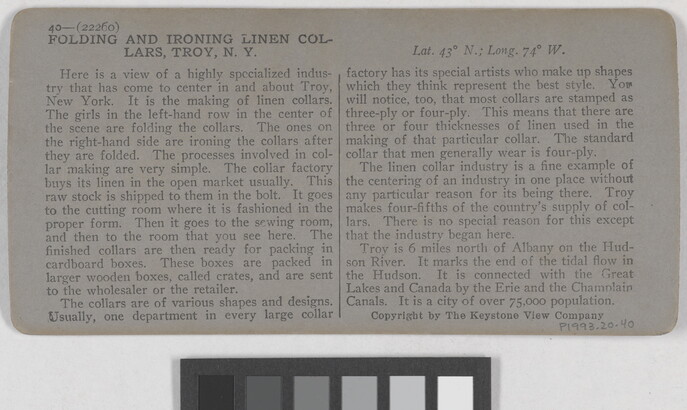 40—(22260)
FOLDING AND IRONING LINEN COL-
LARS, TROY, N. Y.
Here is a view of a highly specialized indus-
try that has come to center in and about Troy,
New York. It is the making of linen collars.
The girls in the left-hand row in the center of
the scene are folding the collars. The ones on
the right-hand side are ironing the collars after
they are folded. The processes involved in col-
lar making are very simple. The collar factory
buys its linen in the open market usually. This
raw stock is shipped to them in the bolt. It goes
to the cutting room where it is fashioned in the
proper form. Then it goes to the sewing room,
and then to the room that you see here. The
finished collars are then ready for packing in
cardboard boxes. These boxes are packed in
larger wooden boxes, called crates, and are sent
to the wholesaler or the retailer.
The collars are of various shapes and designs.
Usually, one department in every large collar
Lat. 43° N.; Long. 74° W.
factory has its special artists who make up shapes
which they think represent the best style. You
will notice, too, that most collars are stamped as
three-ply or four-ply. This means that there are
three or four thicknesses of linen used in the
making of that particular collar. The standard
collar that men generally wear is four-ply.
The linen collar industry is a fine example of
the centering of an industry in one place without
any particular reason for its being there. Troy
makes four-fifths of the country's supply of col-
lars. There is no special reason for this except
that the industry began here.
Troy is 6 miles north of Albany on the Hud-
son River. It marks the end of the tidal flow in
the Hudson. It is connected with the Great
Lakes and Canada by the Erie and the Champlain
Canals. It is a city of over 75,000 population.
Copyright by The Keystone View Company
P1993.20-40